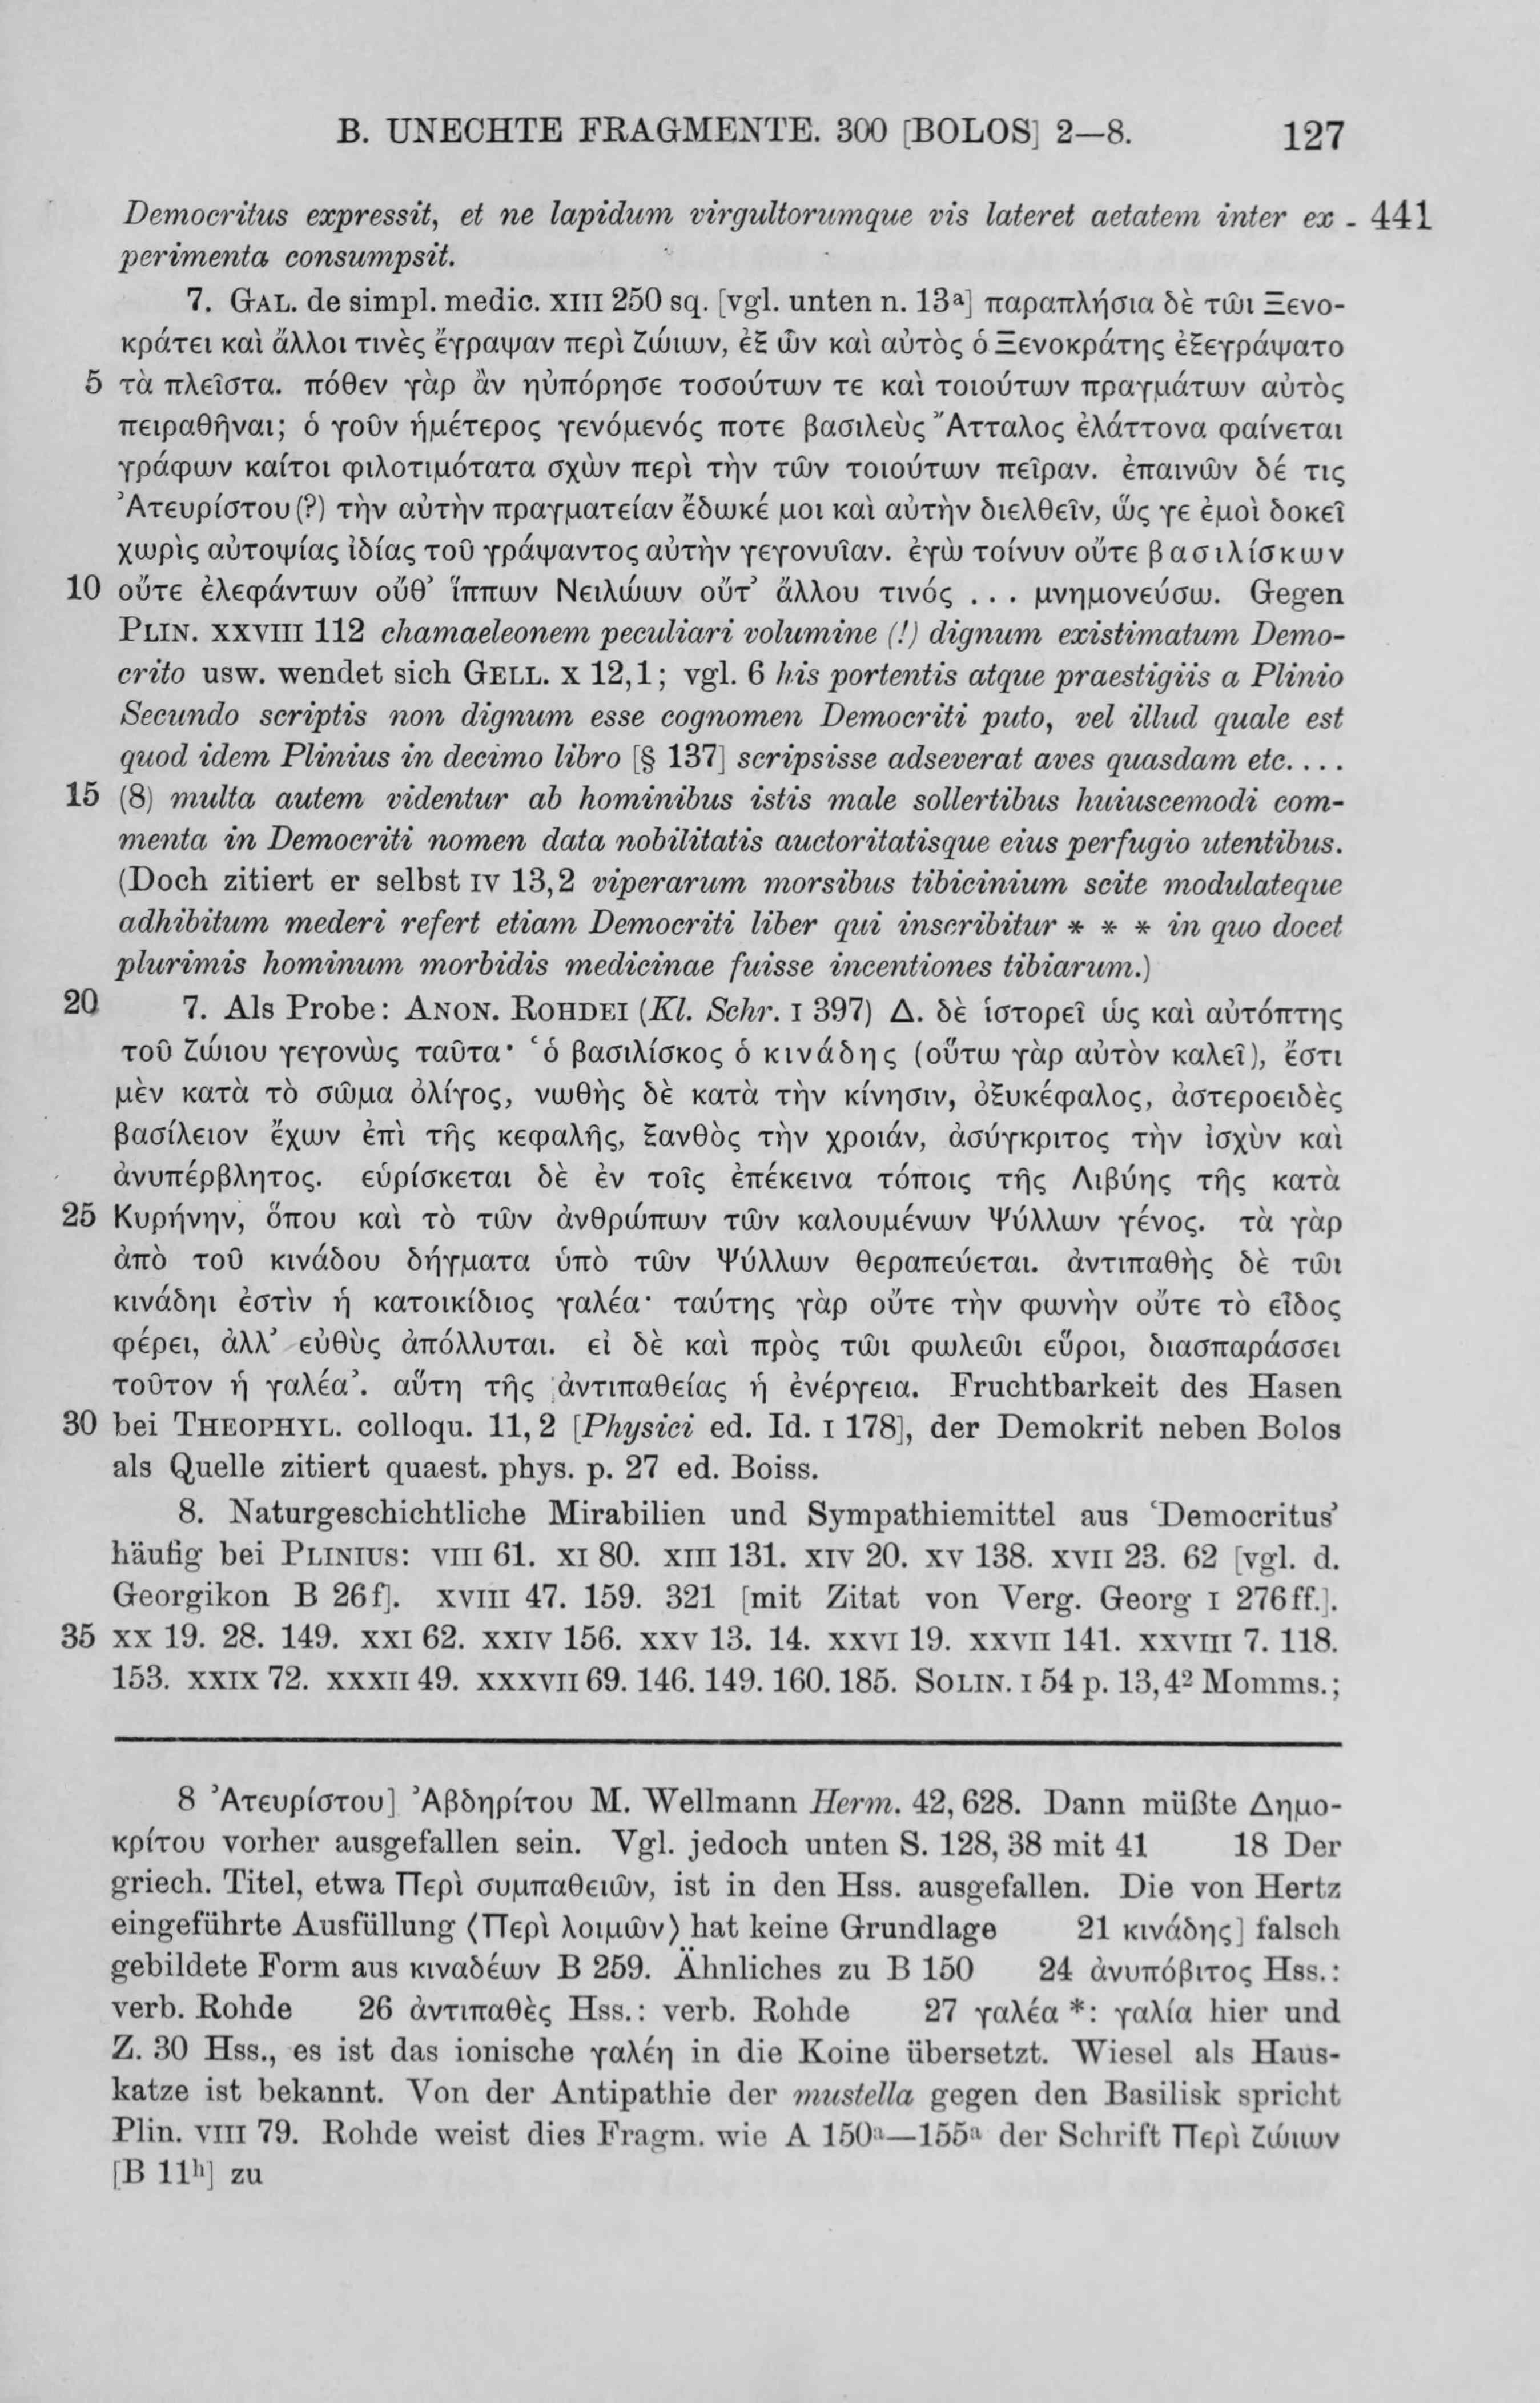 B. UNECHTE FRAGMENTE. 300 [BOLOS] 2—8. 127
Democritus expressit, et ne lapidum virgultorumque vis lateret aetatem inter ex- 441
perimenta consumpsit.
7. GAL. de simpl. medic. XIII 250 sq. [vgl. unten n. 13ª] παραπλήσια δὲ τῶι Ξενο-
κράτει καὶ ἄλλοι τινὲς ἔγραψαν περὶ ζώιων, ἐξ ὧν καὶ αὐτὸς ὁ Ξενοκράτης ἐξεγράψατο
5 τὰ πλεῖστα. πόθεν γὰρ ἂν ηὐπόρησε τοσούτων τε καὶ τοιούτων πραγμάτων αὐτὸς
πειραθῆναι; ὁ γοῦν ἡμέτερος γενόμενός ποτε βασιλεὺς Ἄτταλος ἐλάττονα φαίνεται
γράφων καίτοι φιλοτιμότατα σχὼν περὶ τὴν τῶν τοιούτων πεῖραν. ἐπαινῶν δέ τις
Ἀτευρίστου (?) τὴν αὐτὴν πραγματείαν ἔδωκέ μοι καὶ αὐτὴν διελθεῖν, ὥς γε ἐμοὶ δοκεῖ
χωρὶς αὐτοψίας ἰδίας τοῦ γράψαντος αὐτὴν γεγονυῖαν. ἐγὼ τοίνυν οὔτε βασιλίσκων
10 οὔτε ἐλεφάντων οὔθ’ ἵππων Νειλώων οὔτ’ ἄλλου τινός . . . μνημονεύσω. Gegen
PLIN. XXVIII 112 chamaeleonem peculiari volumine (!) dignum existimatum Demo-
crito usw. wendet sich GELL. X 12,1; vgl. 6 his portentis atque praestigiis a Plinio
Secundo scriptis non dignum esse cognomen Democriti puto, vel illud quale est
quod idem Plinius in decimo libro [§ 137] scripsisse adseverat aves quasdam etc. . . .
15 (8) multa autem videntur ab hominibus istis male sollertibus huiuscemodi com-
menta in Democriti nomen data nobilitatis auctoritatisque eius perfugio utentibus.
(Doch zitiert er selbst IV 13,2 viperarum morsibus tibicinium scite modulateque
adhibitum mederi refert etiam Democriti liber qui inscribitur * * * in quo docet
plurimis hominum morbidis medicinae fuisse incentiones tibiarum.)
20 7. Als Probe: ANON. ROHDEI (Kl. Schr. I 397) Δ. δὲ ἱστορεῖ ὡς καὶ αὐτόπτης
τοῦ ζώιου γεγονὼς ταῦτα· ‘ὁ βασιλίσκος ὁ κινάδης (οὕτω γὰρ αὐτὸν καλεῖ), ἔστι
μὲν κατὰ τὸ σῶμα ὀλίγος, νωθὴς δὲ κατὰ τὴν κίνησιν, ὀξυκέφαλος, ἀστεροειδὲς
βασίλειον ἔχων ἐπὶ τῆς κεφαλῆς, ξανθὸς τὴν χροιάν, ἀσύγκριτος τὴν ἰσχὺν καὶ
ἀνυπέρβλητος. εὑρίσκεται δὲ ἐν τοῖς ἐπέκεινα τόποις τῆς Λιβύης τῆς κατὰ
25 Κυρήνην, ὅπου καὶ τὸ τῶν ἀνθρώπων τῶν καλουμένων Ψύλλων γένος. τὰ γὰρ
ἀπὸ τοῦ κινάδου δήγματα ὑπὸ τῶν Ψύλλων θεραπεύεται. ἀντιπαθὴς δὲ τῶι
κινάδηι ἐστὶν ἡ κατοικίδιος γαλέα· ταύτης γὰρ οὔτε τὴν φωνὴν οὔτε τὸ εἶδος
φέρει, ἀλλ’ εὐθὺς ἀπόλλυται. εἰ δὲ καὶ πρὸς τῶι φωλεῶι εὕροι, διασπαράσσει
τοῦτον ἡ γαλέα’. αὕτη τῆς ἀντιπαθείας ἡ ἐνέργεια. Fruchtbarkeit des Hasen
30 bei THEOPHYL. colloqu. 11, 2 [Physici ed. Id. I 178], der Demokrit neben Bolos
als Quelle zitiert quaest. phys. p. 27 ed. Boiss.
8. Naturgeschichtliche Mirabilien und Sympathiemittel aus ‘Democritus’
häufig bei PLINIUS: VIII 61. XI 80. XIII 131. XIV 20. XV 138. XVII 23. 62 [vgl. d.
Georgikon B 26f]. XVIII 47. 159. 321 [mit Zitat von Verg. Georg I 276ff.].
35 XX 19. 28. 149. XXI 62. XXIV 156. XXV 13. 14. XXVI 19. XXVII 141. XXVIII 7. 118.
153. XXIX 72. XXXII 49. XXXVII 69. 146. 149. 160. 185. SOLIN. I 54 p. 13,4² Momms.;
8 Ἀτευρίστου] Ἀβδηρίτου M. Wellmann Herm. 42, 628. Dann müßte Δημο-
κρίτου vorher ausgefallen sein. Vgl. jedoch unten S. 128, 38 mit 41 18 Der
griech. Titel, etwa Περὶ συμπαθειῶν, ist in den Hss. ausgefallen. Die von Hertz
eingeführte Ausfüllung ⟨Περὶ λοιμῶν⟩ hat keine Grundlage 21 κινάδης] falsch
gebildete Form aus κιναδέων B 259. Ähnliches zu B 150 24 ἀνυπόβιτος Hss.:
verb. Rohde 26 ἀντιπαθὲς Hss.: verb. Rohde 27 γαλέα *: γαλία hier und
Z. 30 Hss., es ist das ionische γαλέη in die Koine übersetzt. Wiesel als Haus-
katze ist bekannt. Von der Antipathie der mustella gegen den Basilisk spricht
Plin. VIII 79. Rohde weist dies Fragm. wie A 150ª—155ª der Schrift Περὶ ζώιων
[B 11ʰ] zu